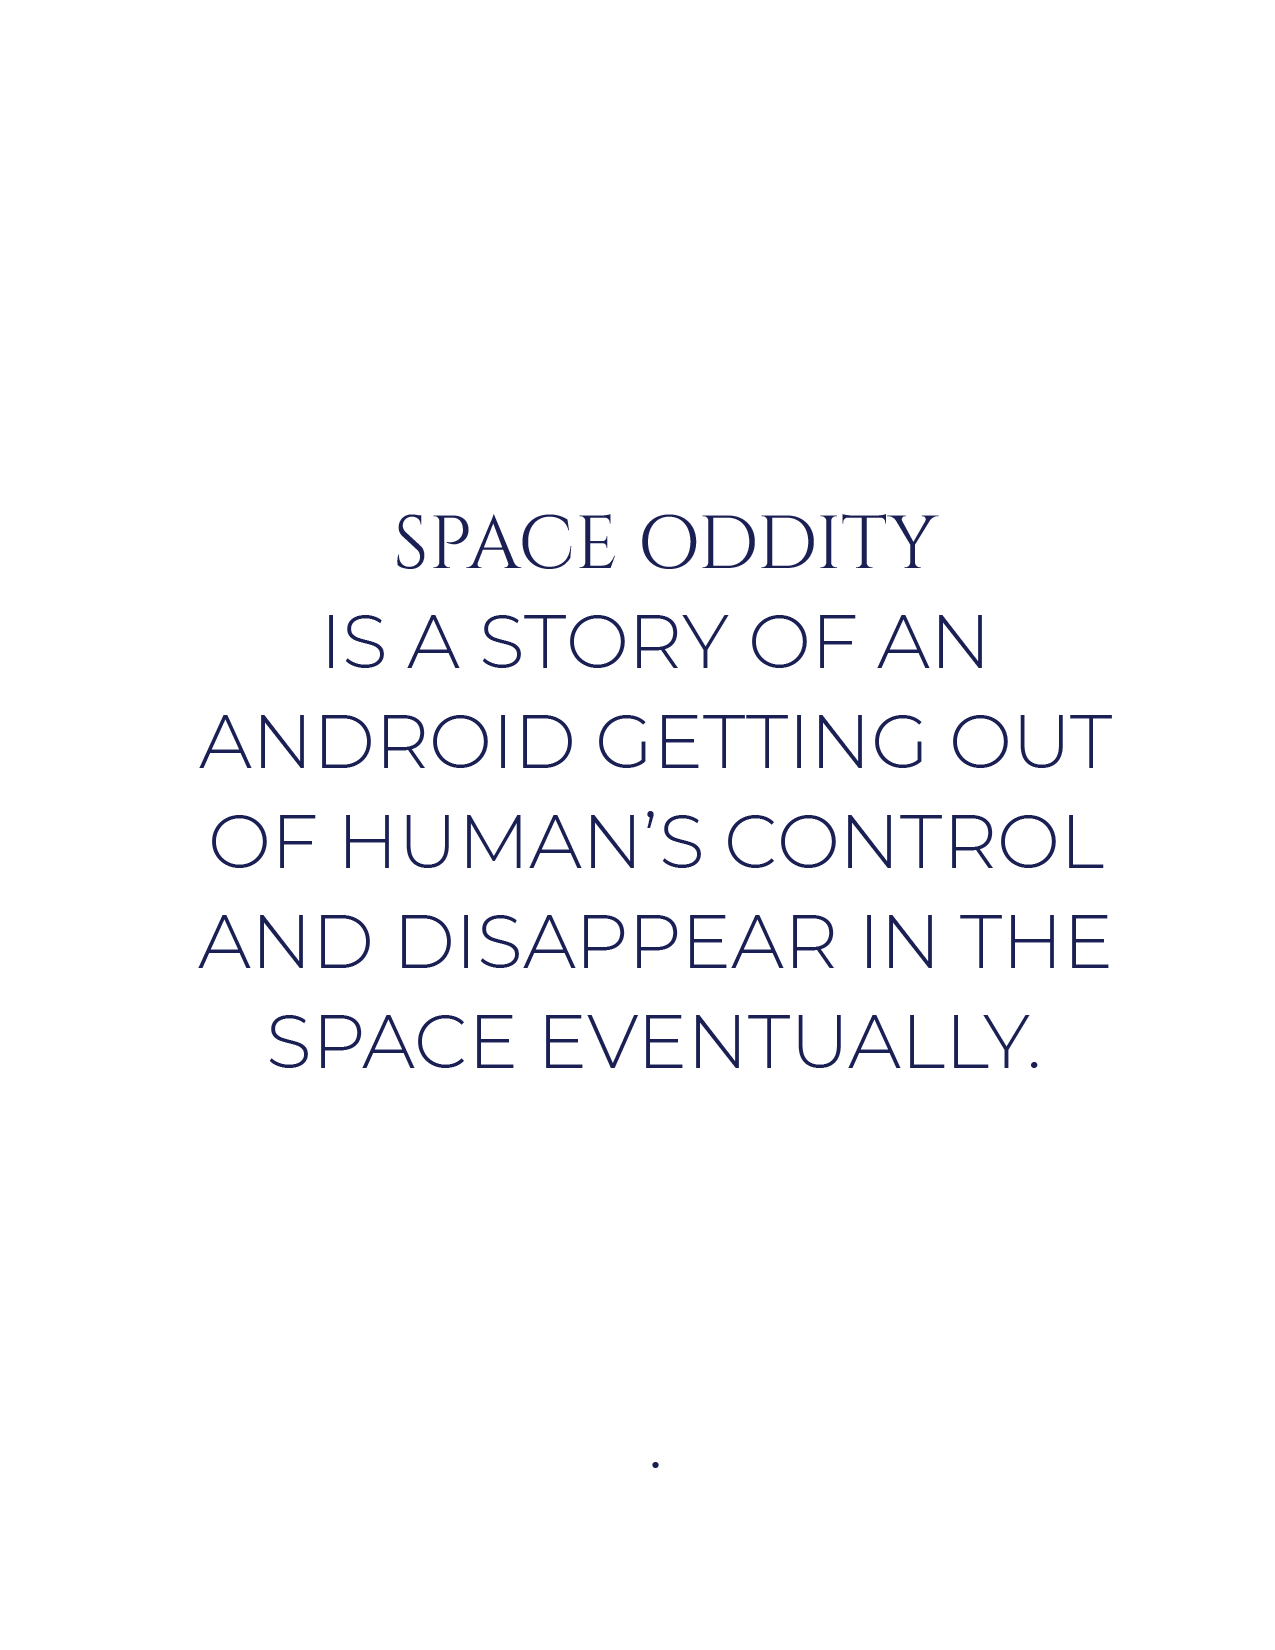 SPACE ODDITY
IS A STORY OF AN
ANDROID GETTING OUT
OF HUMAN’S CONTROL
AND DISAPPEAR IN THE
SPACE EVENTUALLY.
.